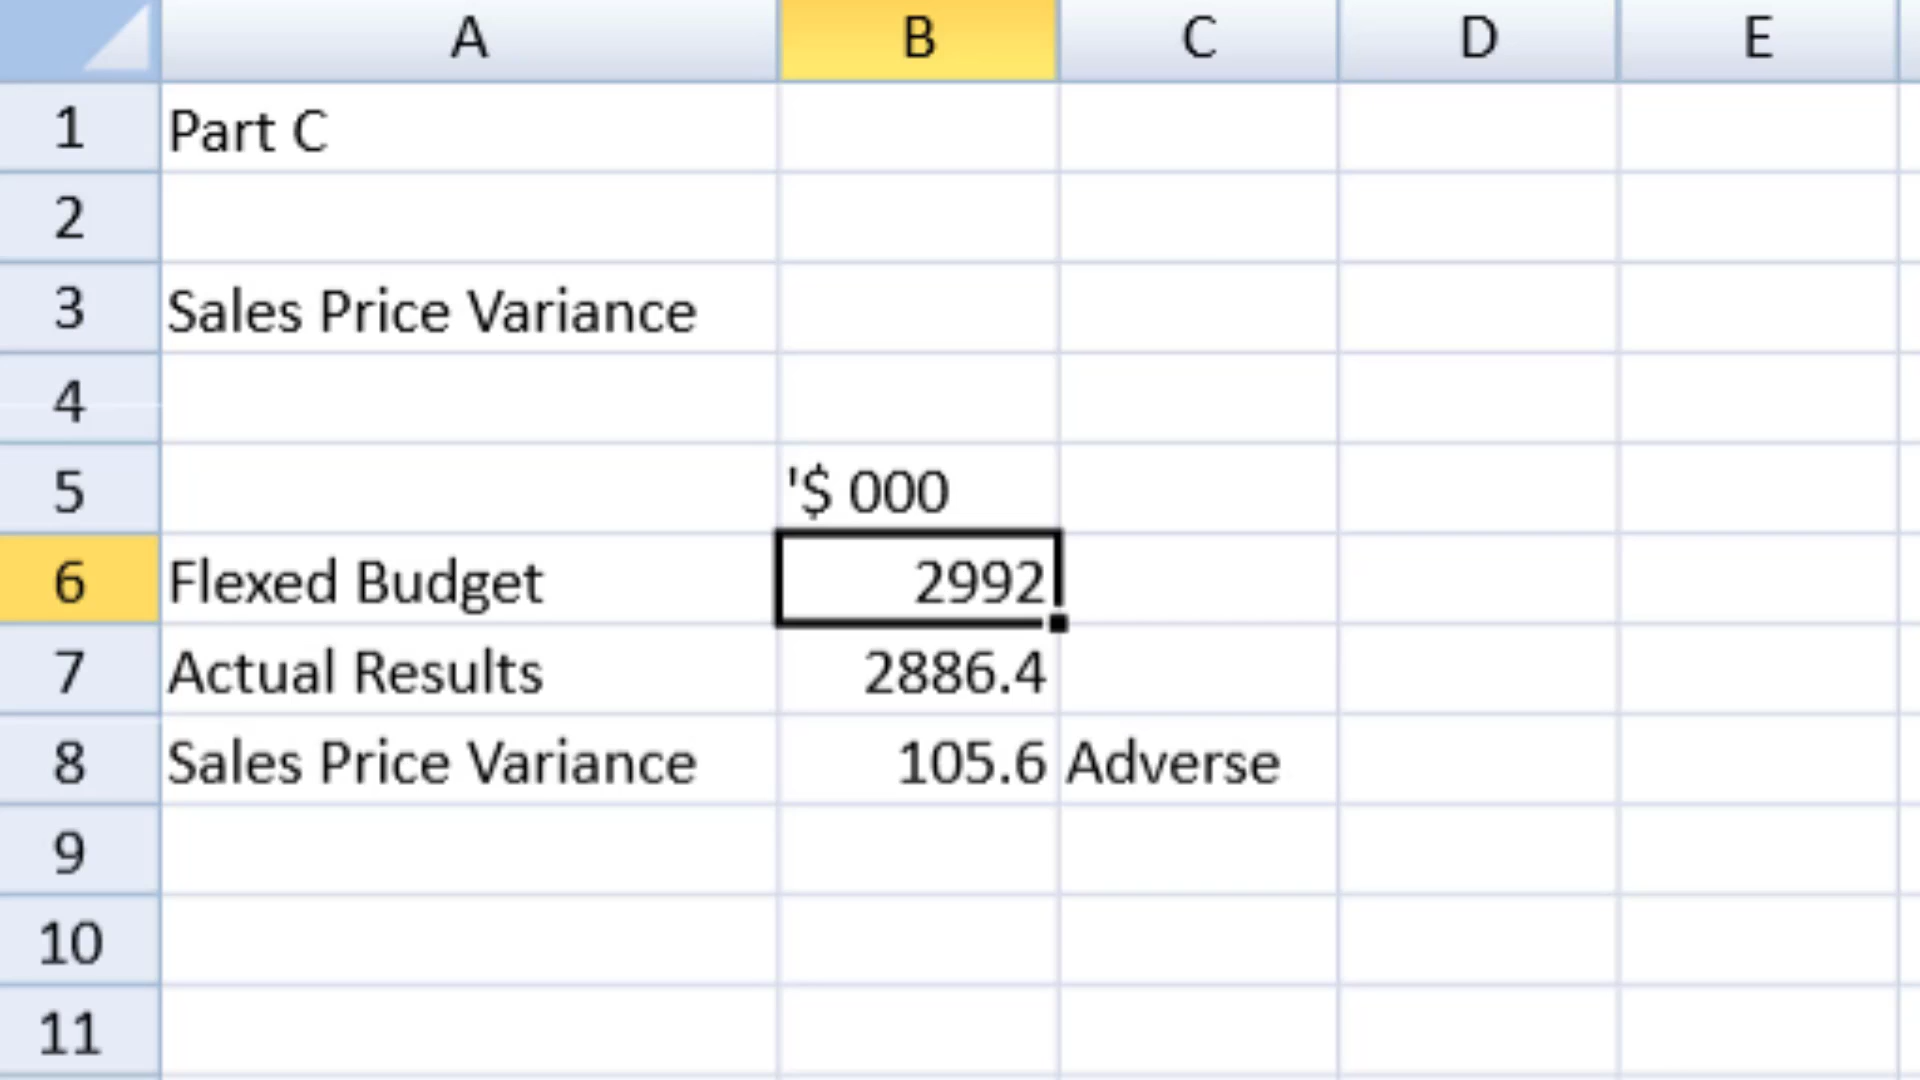 A B C D E
1 Part C
2
3 Sales Price Variance
4
5 '$ 000
6 Flexed Budget 2992
7 Actual Results 2886.4
8 Sales Price Variance 105.6 Adverse
9
10
11